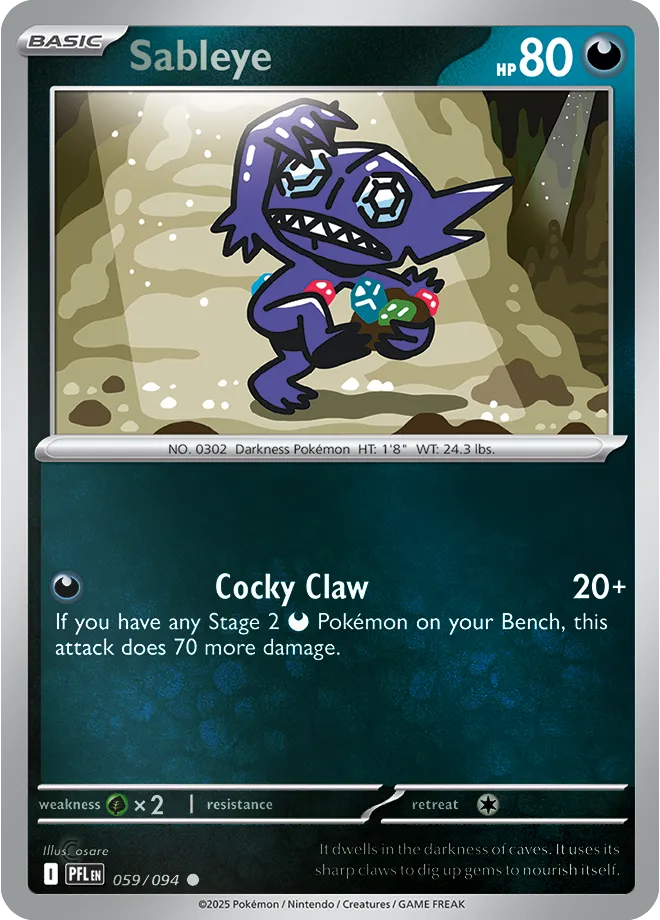 BASIC
Sableye
HP 80
NO. 0302 Darkness Pokémon HT: 1'8" WT: 24.3 lbs.
Cocky Claw 20+
If you have any Stage 2 Pokémon on your Bench, this
attack does 70 more damage.
weakness ×2 resistance retreat
Illus. osare
It dwells in the darkness of caves. It uses its
sharp claws to dig up gems to nourish itself.
I PFL EN 059/094
©2025 Pokémon / Nintendo / Creatures / GAME FREAK